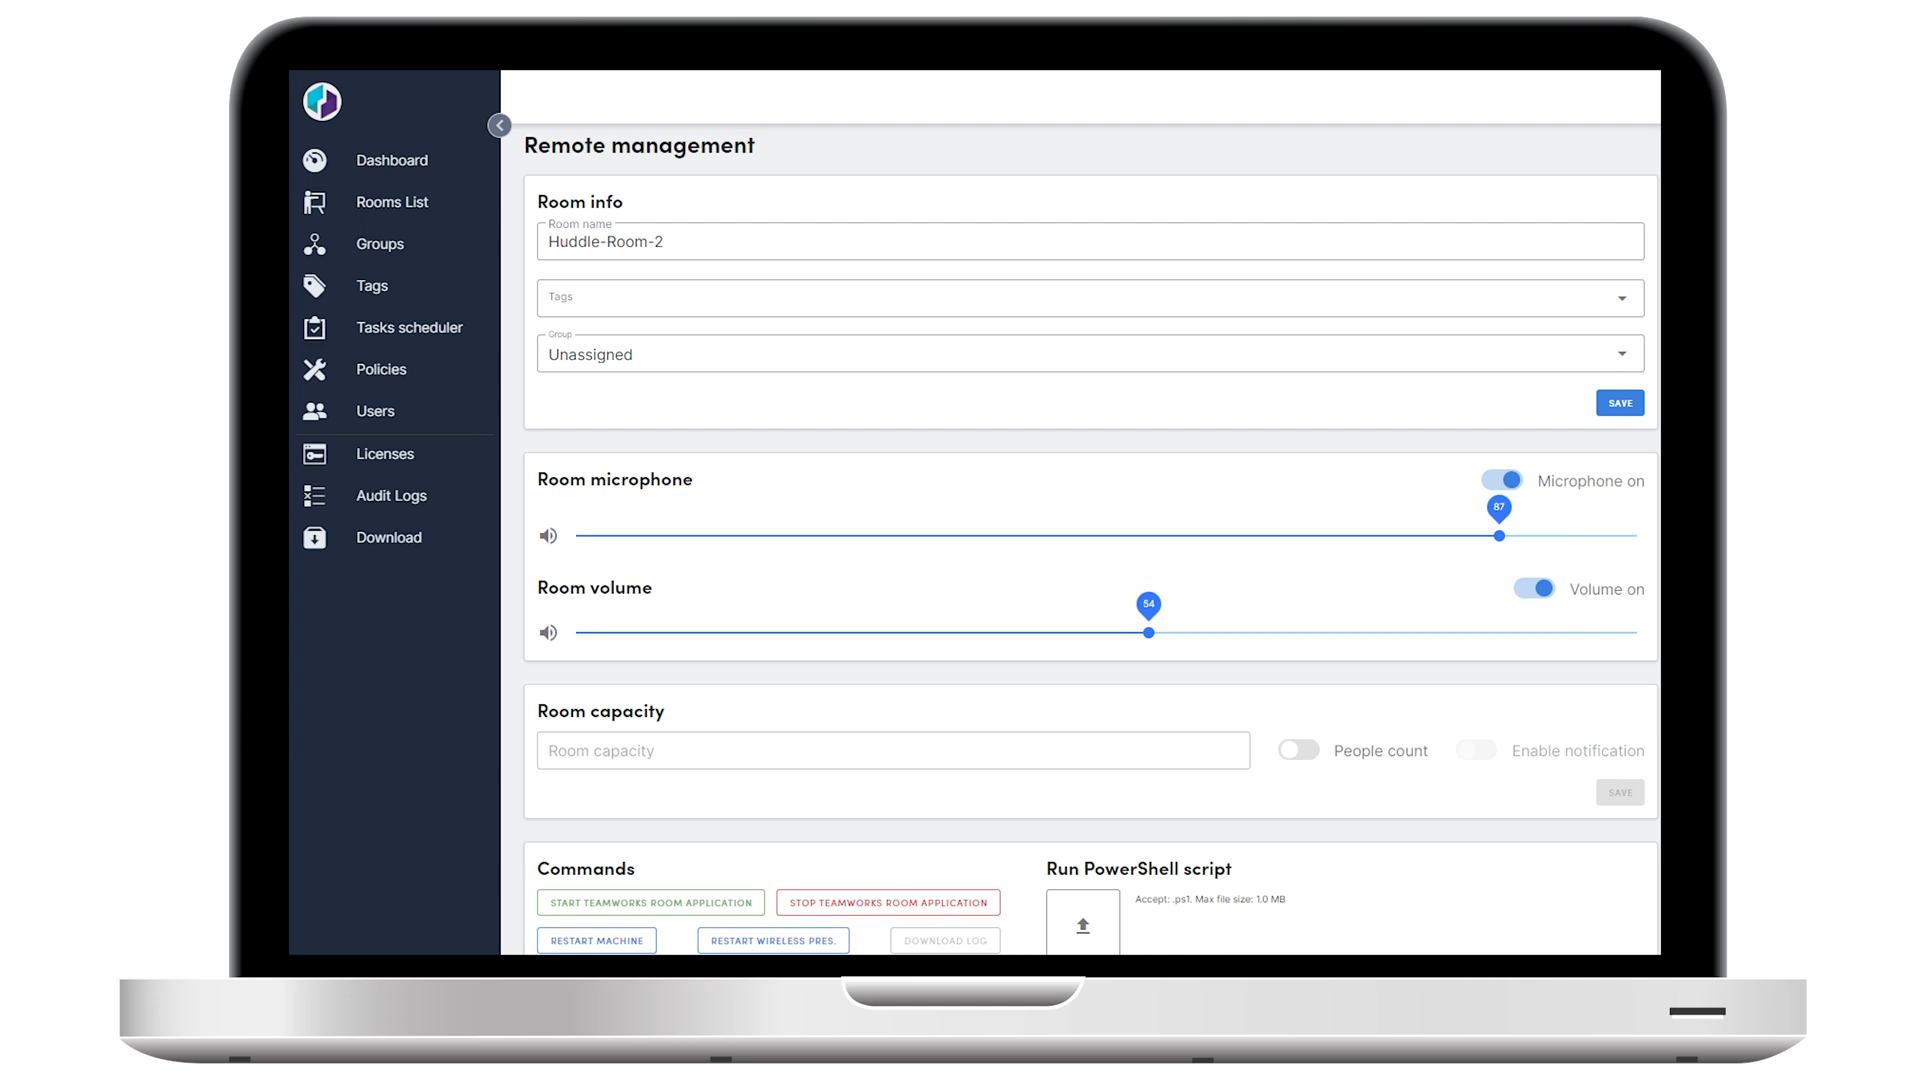 Dashboard
Rooms List
Groups
Tags
Tasks scheduler
Policies
Users
Licenses
Audit Logs
Download
Remote management
Room info
Room name
Huddle-Room-2
Tags
Group
Unassigned
SAVE
Room microphone
Microphone on
87
Room volume
Volume on
54
Room capacity
Room capacity
People count
Enable notification
SAVE
Commands
START TEAMWORKS ROOM APPLICATION
STOP TEAMWORKS ROOM APPLICATION
RESTART MACHINE
RESTART WIRELESS PRES.
DOWNLOAD LOG
Run PowerShell script
Accept: .ps1. Max file size: 1.0 MB